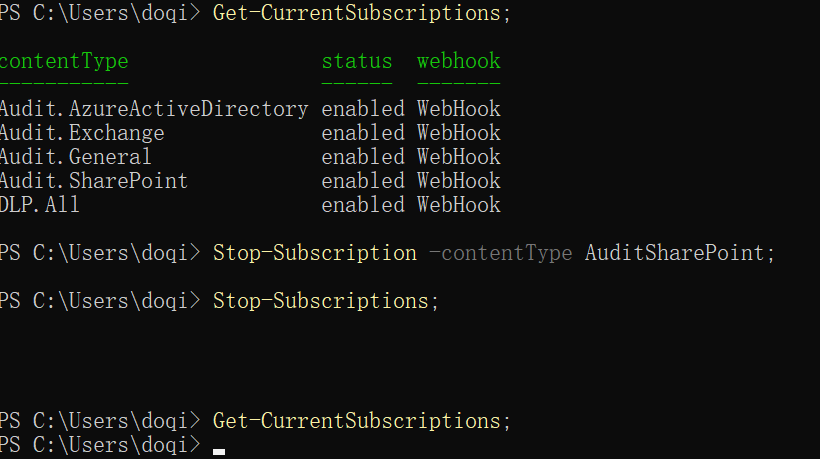 PS C:\Users\doqi> Get-CurrentSubscriptions;
contentType status webhook
----------- ------ -------
Audit.AzureActiveDirectory enabled WebHook
Audit.Exchange enabled WebHook
Audit.General enabled WebHook
Audit.SharePoint enabled WebHook
DLP.All enabled WebHook
PS C:\Users\doqi> Stop-Subscription -contentType AuditSharePoint;
PS C:\Users\doqi> Stop-Subscriptions;
PS C:\Users\doqi> Get-CurrentSubscriptions;
PS C:\Users\doqi>